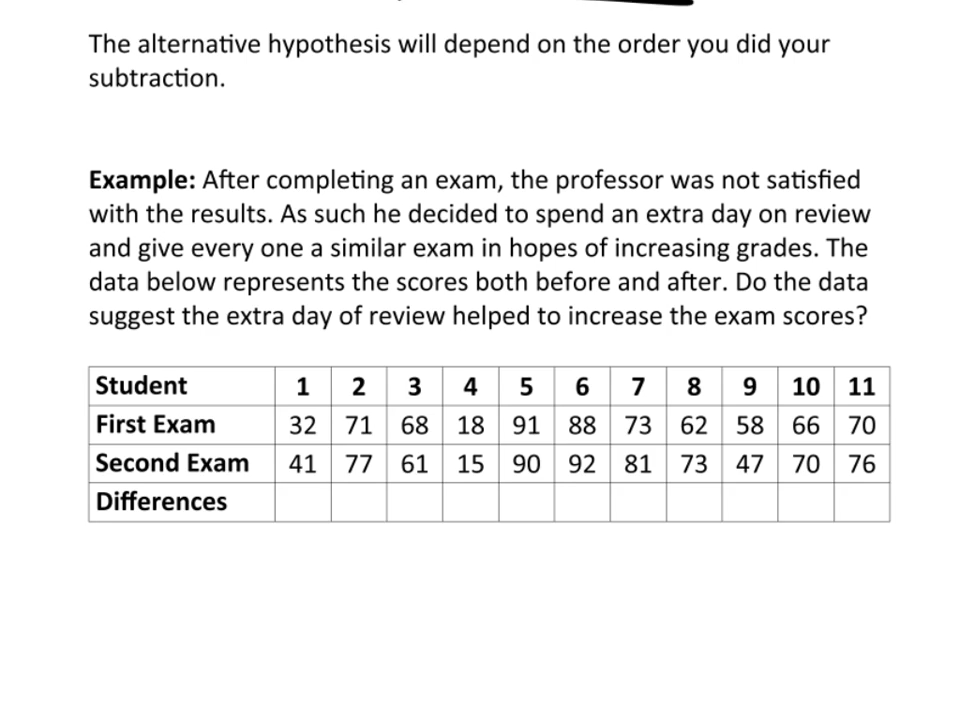 The alternative hypothesis will depend on the order you did your
subtraction.
Example: After completing an exam, the professor was not satisfied
with the results. As such he decided to spend an extra day on review
and give every one a similar exam in hopes of increasing grades. The
data below represents the scores both before and after. Do the data
suggest the extra day of review helped to increase the exam scores?
Student 1 2 3 4 5 6 7 8 9 10 11
First Exam 32 71 68 18 91 88 73 62 58 66 70
Second Exam 41 77 61 15 90 92 81 73 47 70 76
Differences